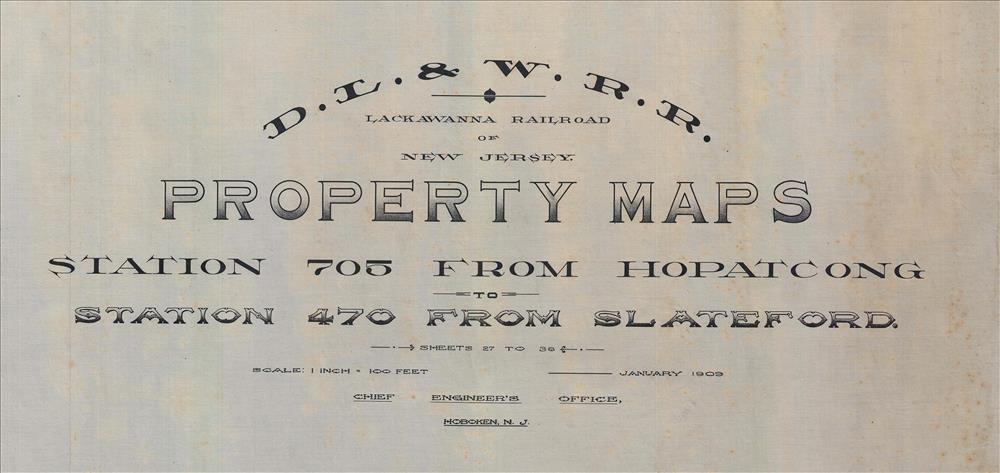 D. L. & W. R. R.
LACKAWANNA RAILROAD
OF
NEW JERSEY.
PROPERTY MAPS
STATION 705 FROM HOPATCONG
TO
STATION 470 FROM SLATEFORD.
SHEETS 27 TO 36
SCALE: 1 INCH = 100 FEET JANUARY 1909
CHIEF ENGINEER'S OFFICE,
HOBOKEN, N. J.